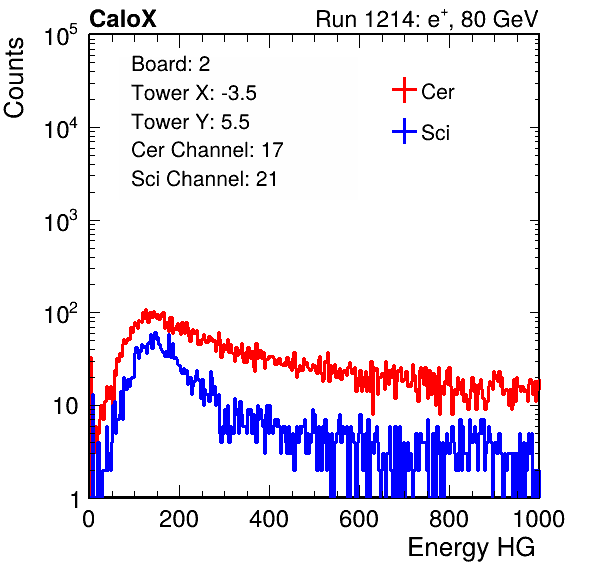 CaloX Run 1214: e⁺, 80 GeV
Counts
10⁵
10⁴
10³
10²
10
1
Board: 2
Tower X: -3.5
Tower Y: 5.5
Cer Channel: 17
Sci Channel: 21
Cer
Sci
0 200 400 600 800 1000
Energy HG